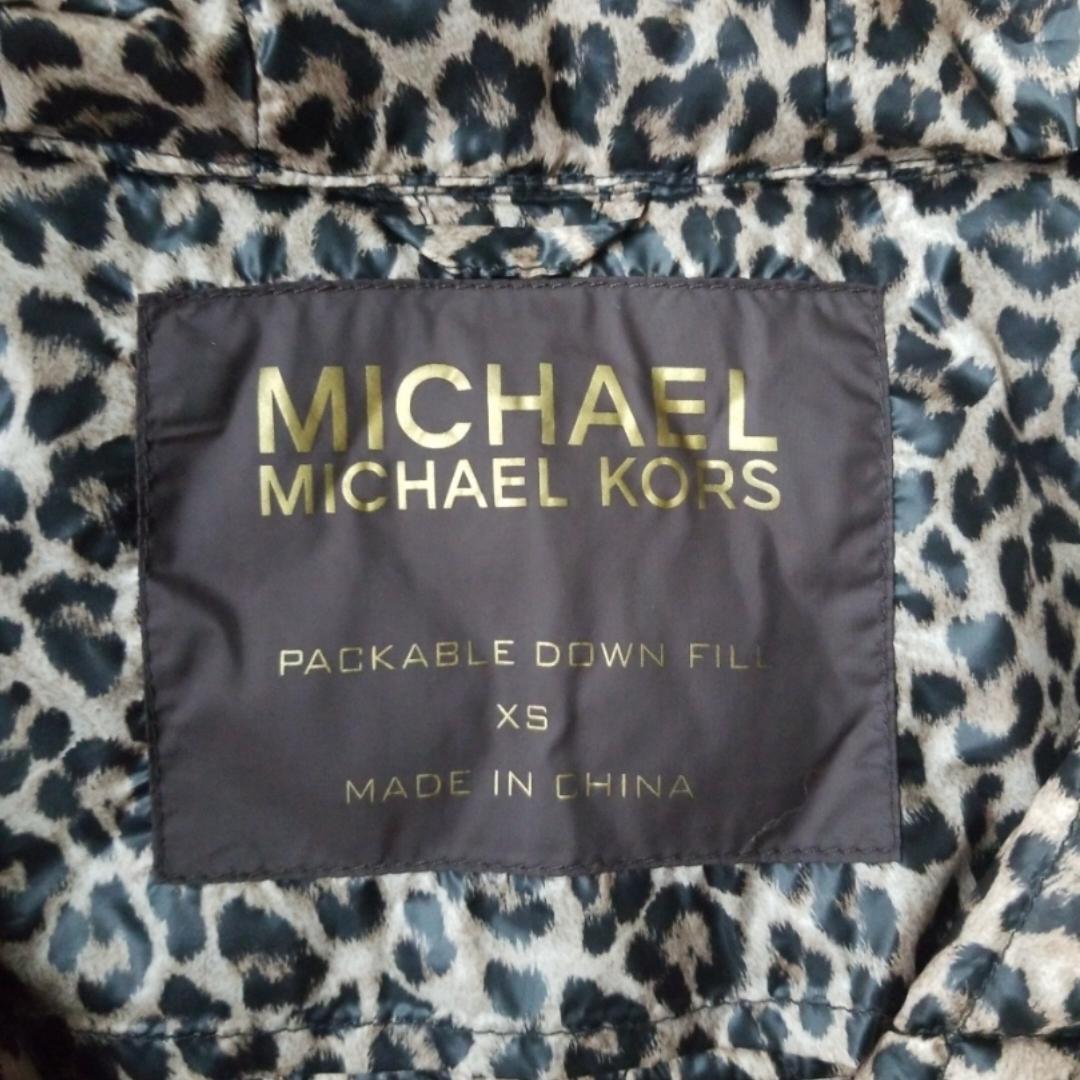 MICHAEL
MICHAEL KORS
PACKABLE DOWN FILL
XS
MADE IN CHINA